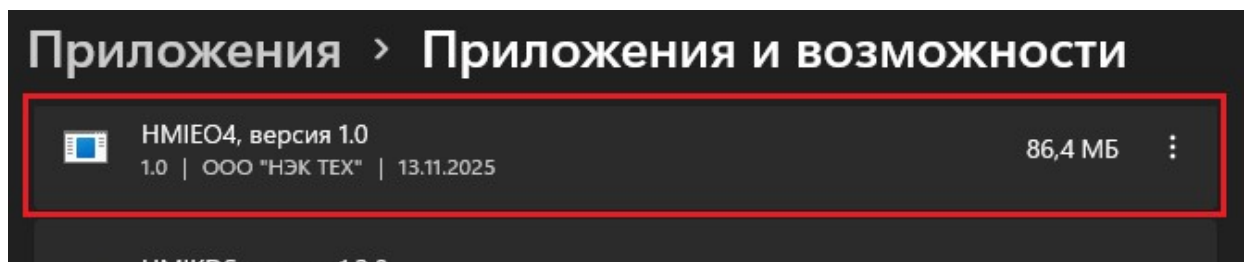 Приложения > Приложения и возможности
HMIEO4, версия 1.0
86,4 МБ
1.0 | ООО "НЭК ТЕХ" | 13.11.2025